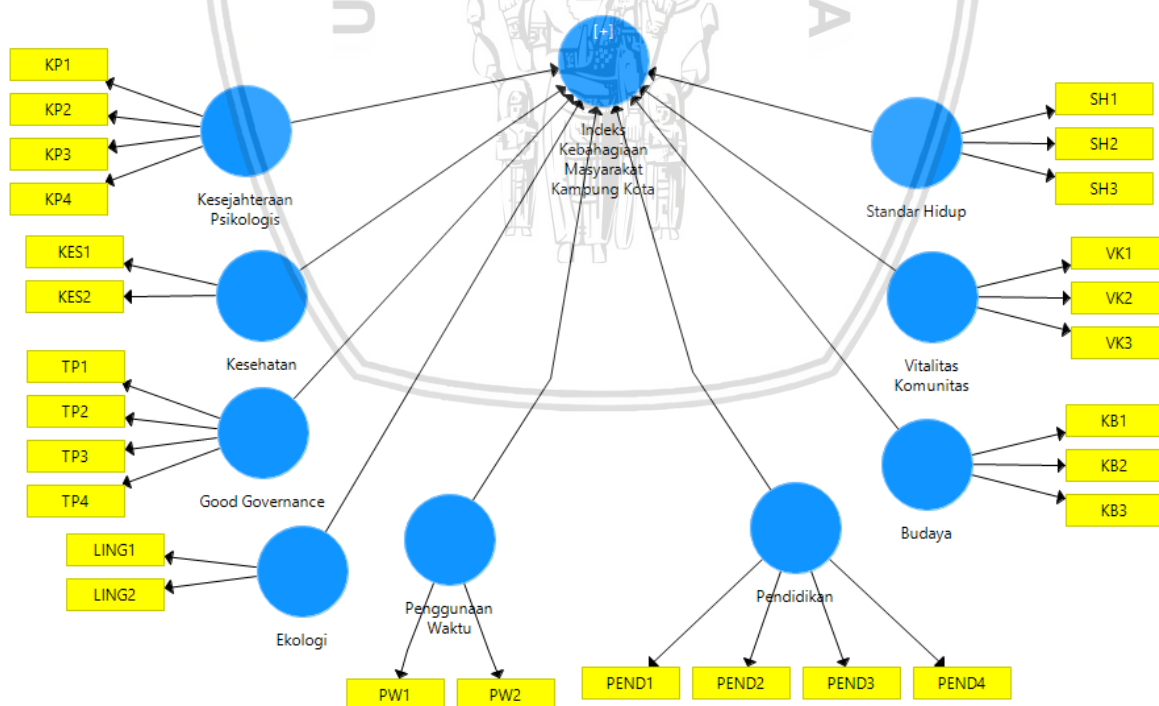 U
A
[+]
Indeks
Kebahagiaan
Masyarakat
Kampung Kota
KP1
KP2
KP3
KP4
Kesejahteraan
Psikologis
KES1
KES2
Kesehatan
TP1
TP2
TP3
TP4
Good Governance
LING1
LING2
Ekologi
Penggunaan
Waktu
PW1
PW2
Pendidikan
PEND1
PEND2
PEND3
PEND4
SH1
SH2
SH3
Standar Hidup
VK1
VK2
VK3
Vitalitas
Komunitas
KB1
KB2
KB3
Budaya